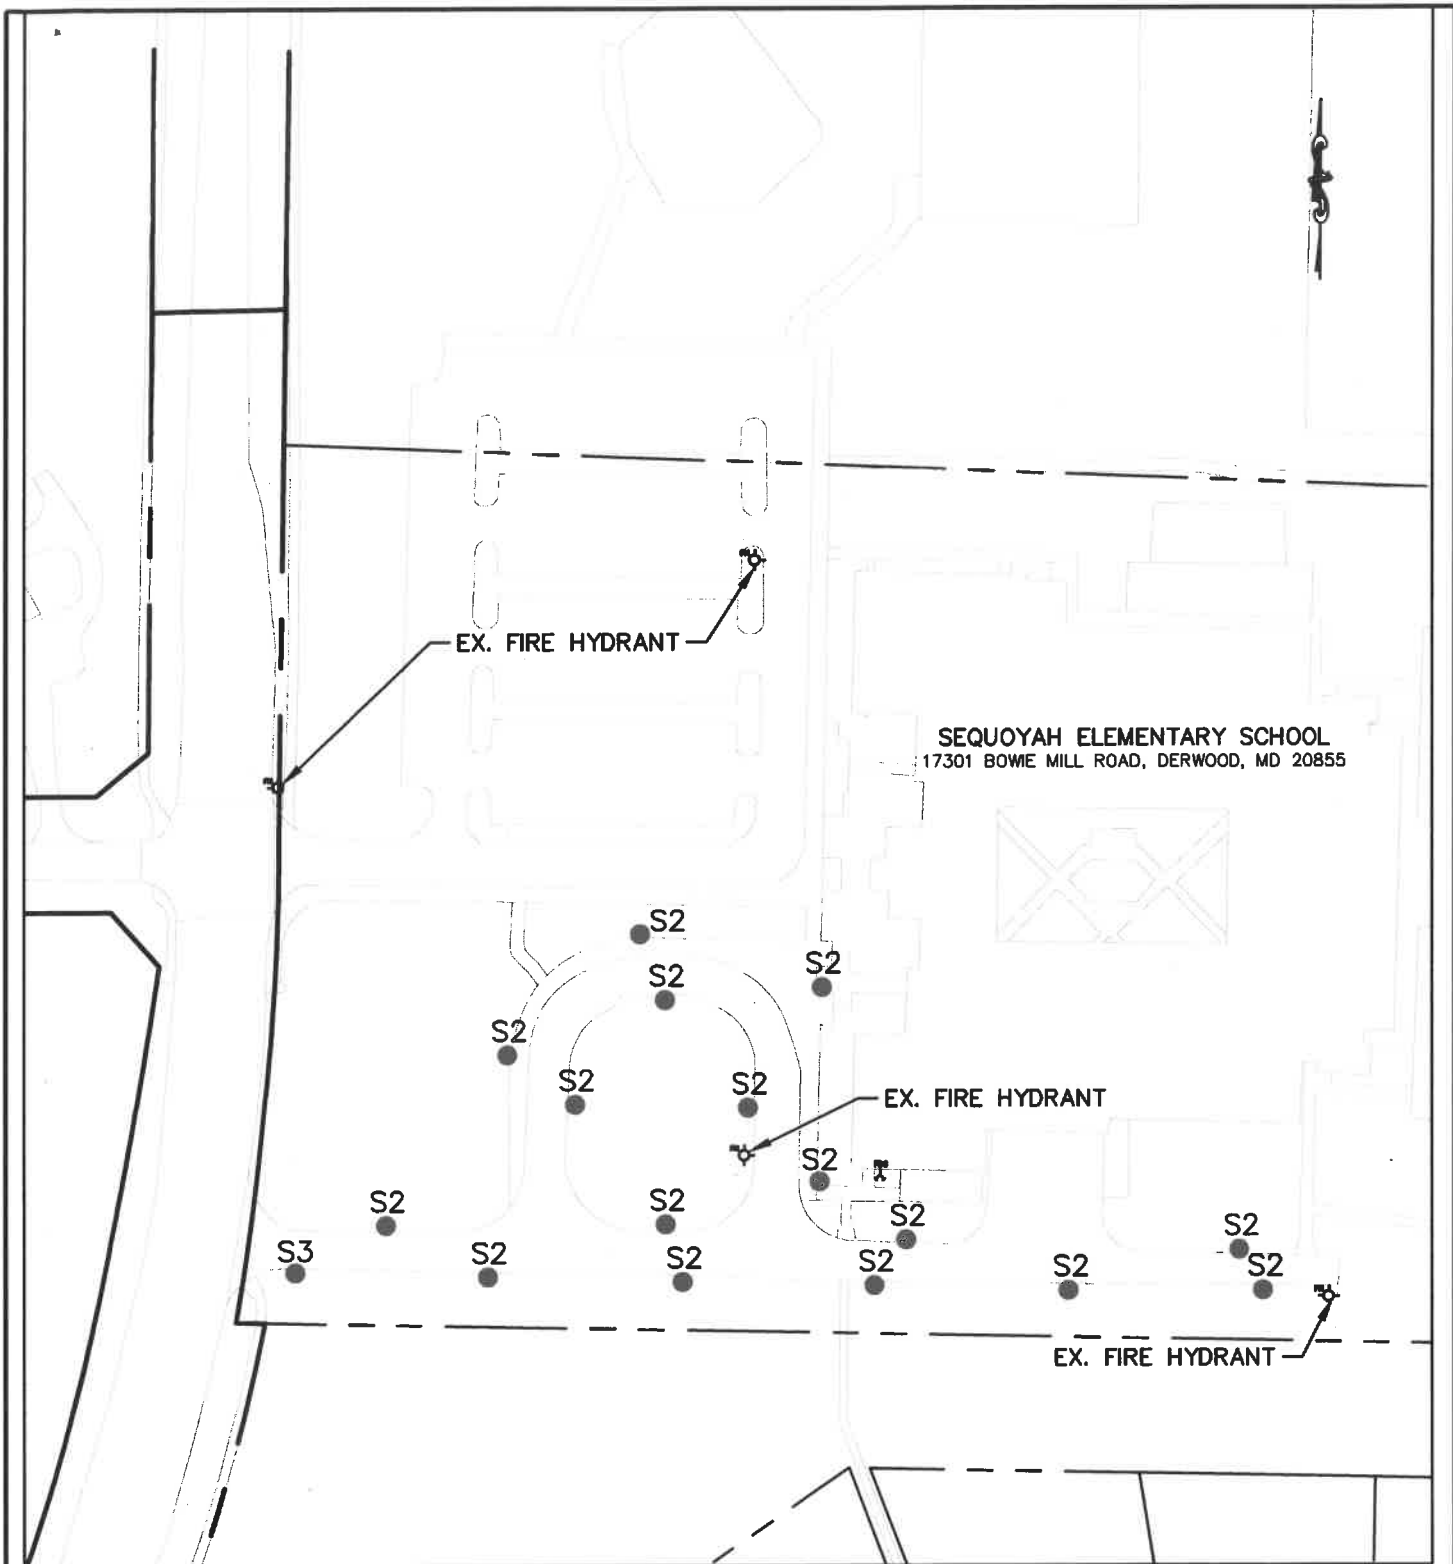 EX. FIRE HYDRANT
SEQUOYAH ELEMENTARY SCHOOL
17301 BOWIE MILL ROAD, DERWOOD, MD 20855
S2
S2
S2
S2
S2
S2
EX. FIRE HYDRANT
S2
S2
S2
S2
S2
S3
S2
S2
S2
S2
S2
EX. FIRE HYDRANT